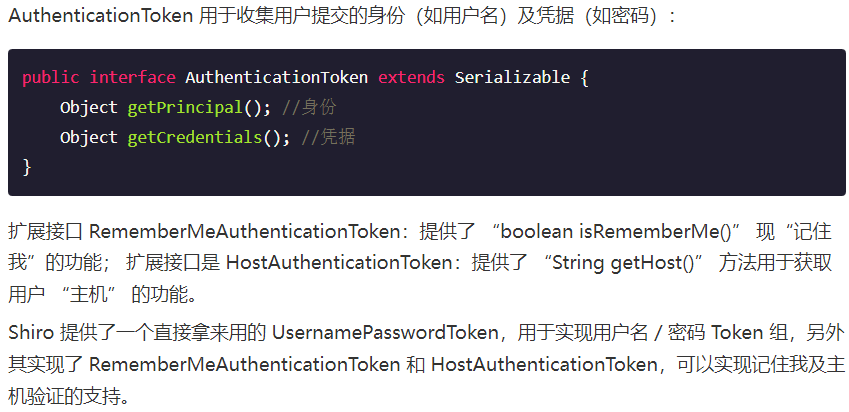 AuthenticationToken 用于收集用户提交的身份（如用户名）及凭据（如密码）：
public interface AuthenticationToken extends Serializable {
    Object getPrincipal(); //身份
    Object getCredentials(); //凭据
}
扩展接口 RememberMeAuthenticationToken：提供了 “boolean isRememberMe()” 现“记住
我”的功能； 扩展接口是 HostAuthenticationToken：提供了 “String getHost()” 方法用于获取
用户 “主机” 的功能。
Shiro 提供了一个直接拿来用的 UsernamePasswordToken，用于实现用户名 / 密码 Token 组，另外
其实现了 RememberMeAuthenticationToken 和 HostAuthenticationToken，可以实现记住我及主
机验证的支持。